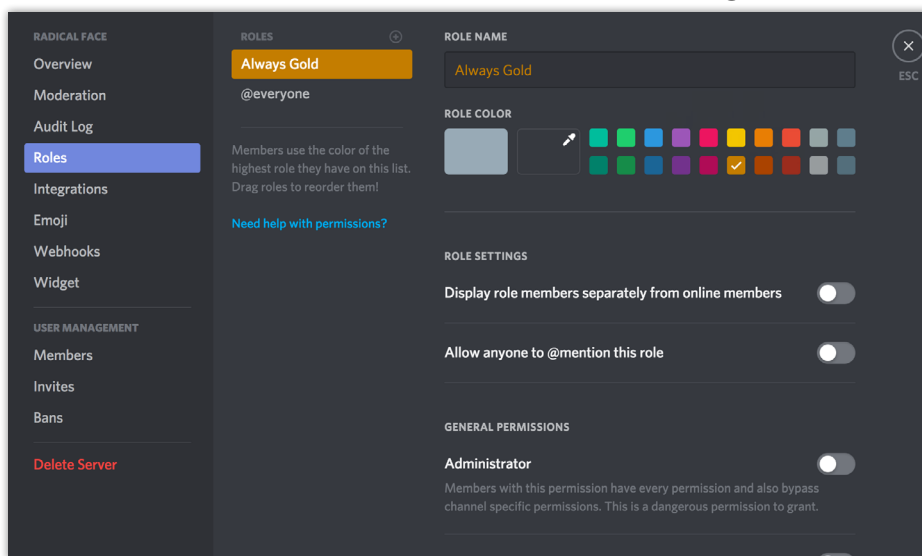 RADICAL FACE
Overview
Moderation
Audit Log
Roles
Integrations
Emoji
Webhooks
Widget
USER MANAGEMENT
Members
Invites
Bans
Delete Server
ROLES
Always Gold
@everyone
Members use the color of the
highest role they have on this list.
Drag roles to reorder them!
Need help with permissions?
ROLE NAME
Always Gold
ROLE COLOR
ROLE SETTINGS
Display role members separately from online members
Allow anyone to @mention this role
GENERAL PERMISSIONS
Administrator
Members with this permission have every permission and also bypass
channel specific permissions. This is a dangerous permission to grant.
ESC